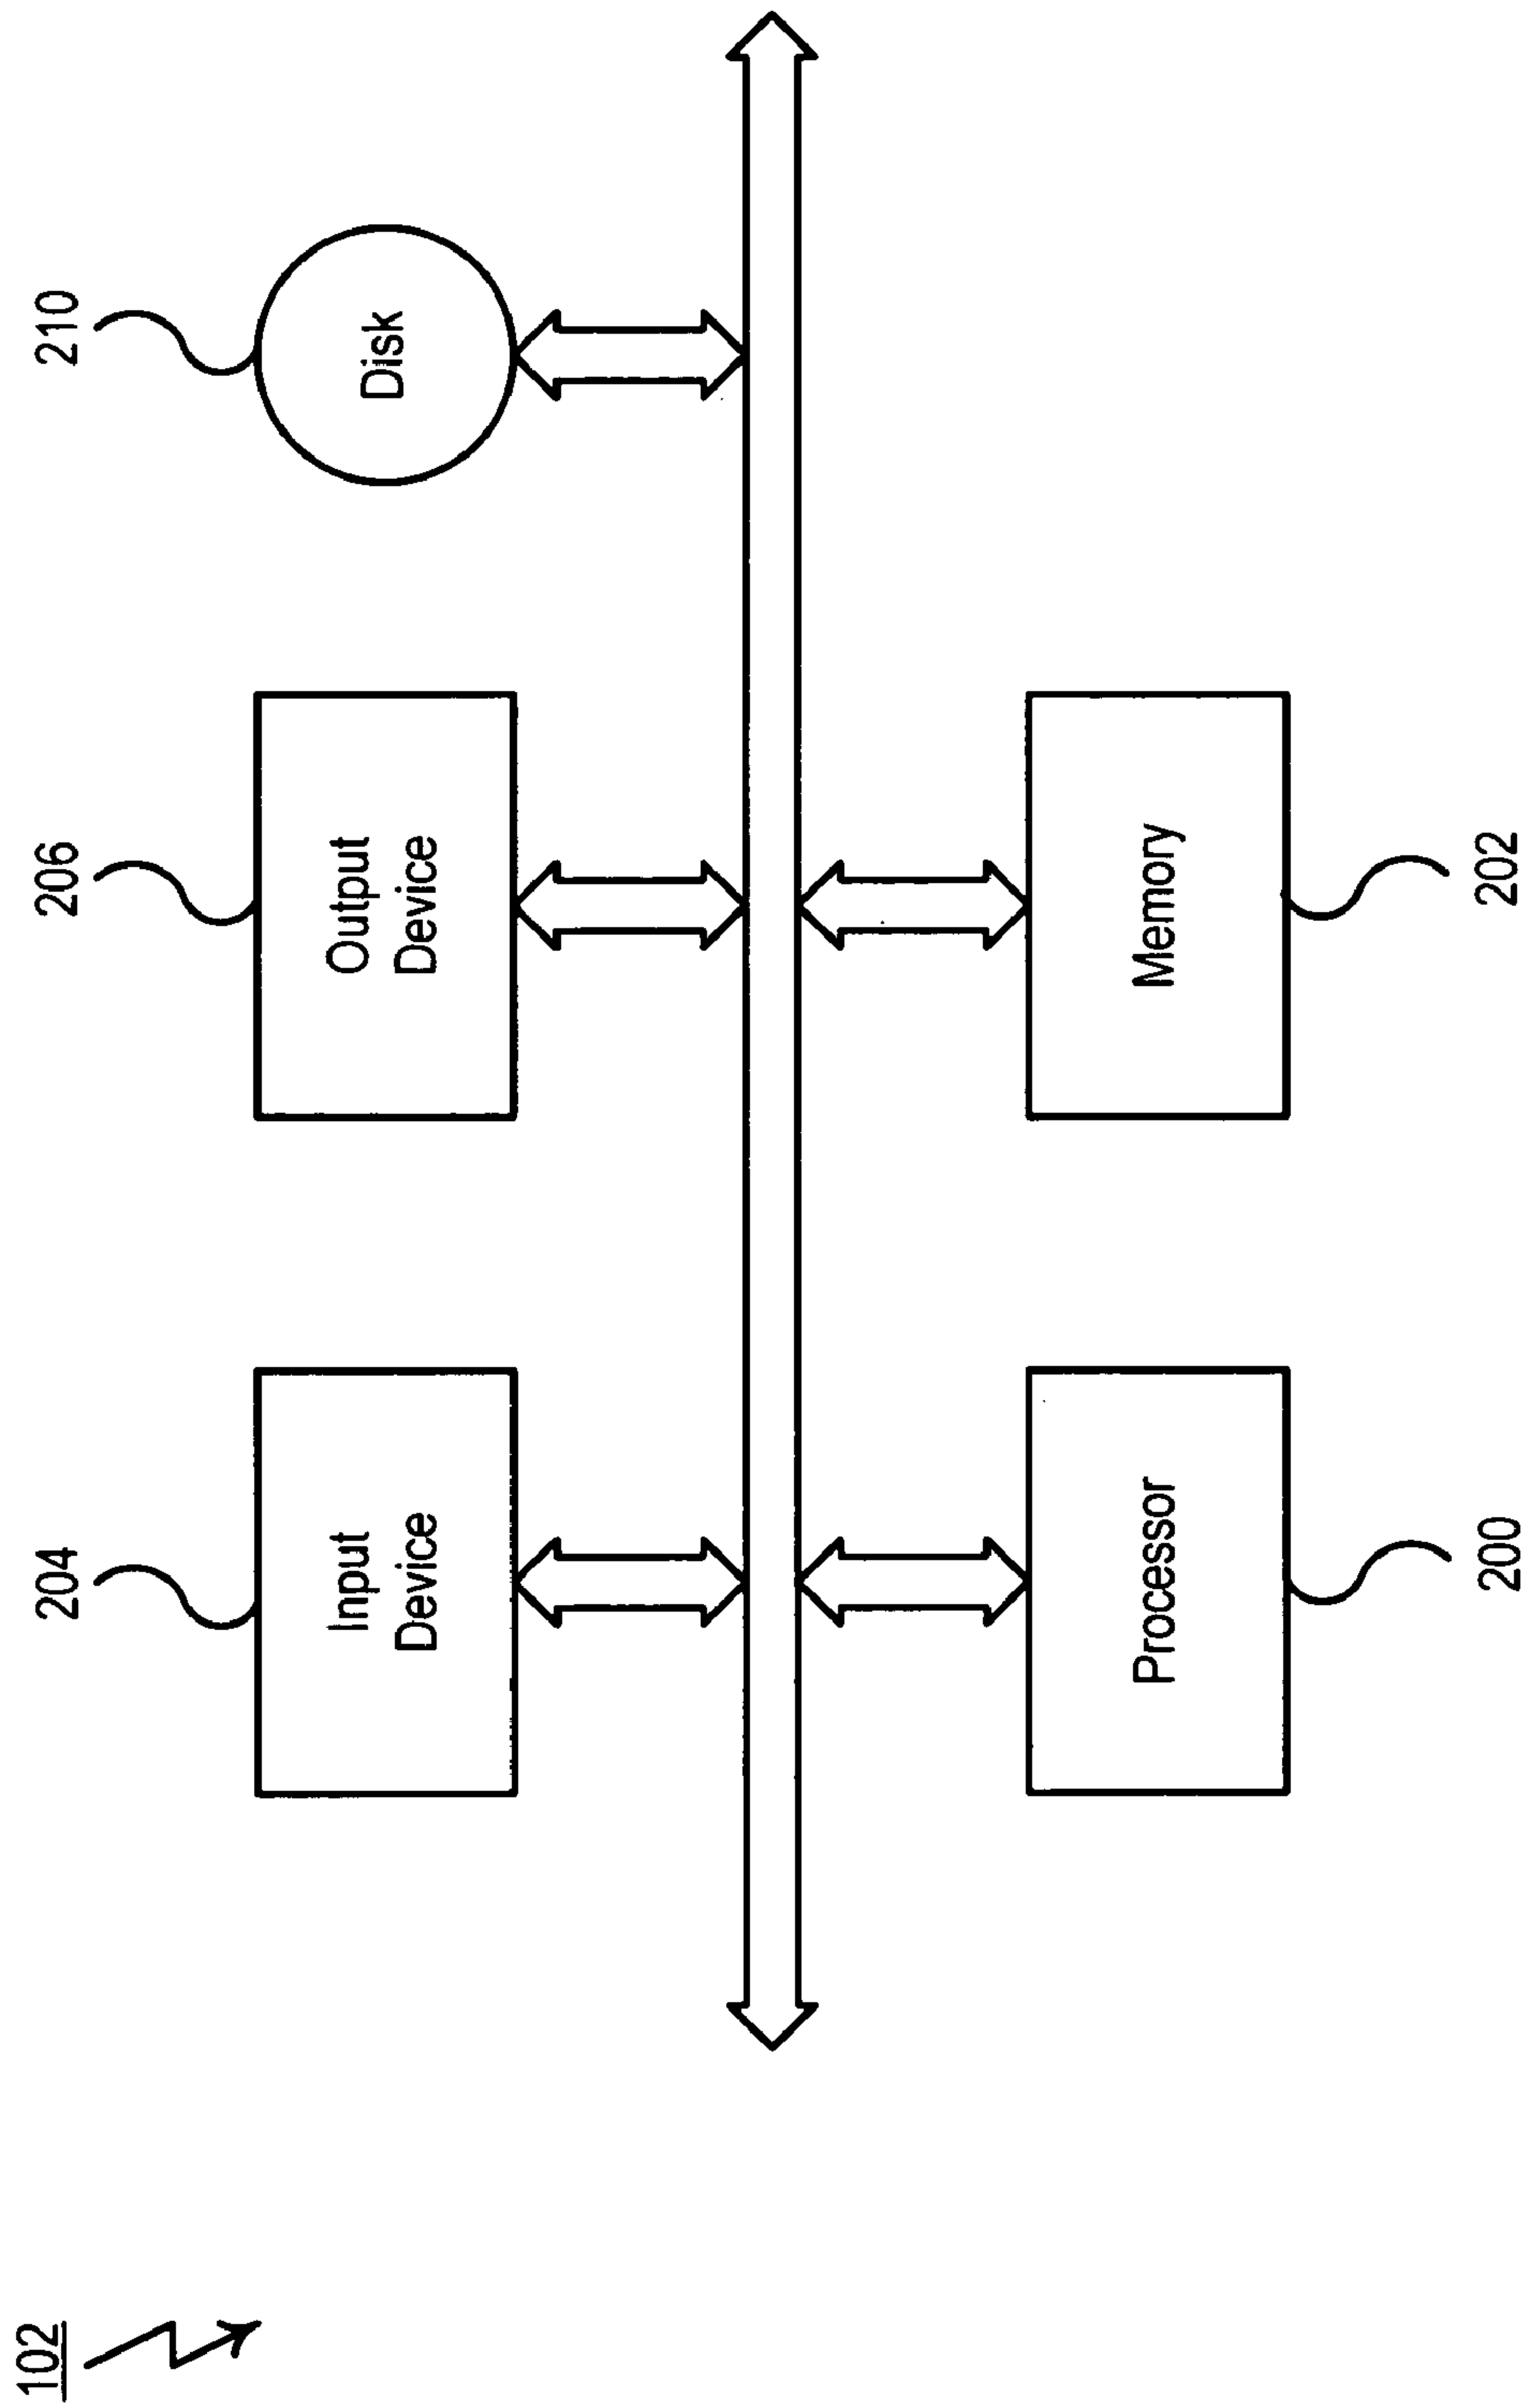 102
204
206
210
Input
Device
Output
Device
Disk
Processor
Memory
200
202